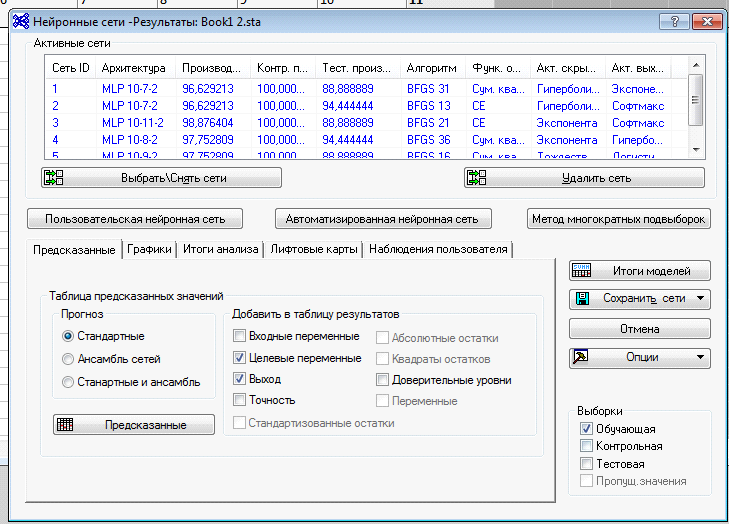 6 7 8 9 10 11
Нейронные сети -Результаты: Book1 2.sta
Активные сети
Сеть ID Архитектура Производ... Контр. п... Тест. произ... Алгоритм Функ. о... Акт. скры... Акт. вых...
1 MLP 10-7-2 96,629213 100,000... 88,888889 BFGS 31 Сум. ква... Гиперболи... Экспоне...
2 MLP 10-7-2 96,629213 100,000... 94,444444 BFGS 13 CE Гиперболи... Софтмакс
3 MLP 10-11-2 98,876404 100,000... 88,888889 BFGS 21 CE Экспонента Софтмакс
4 MLP 10-8-2 97,752809 100,000... 94,444444 BFGS 36 Сум. ква... Экспонента Гипербо...
5 MLP 10-9-2 97,752809 100,000... 88,888889 BFGS 16 Сум. ква... Тождеств... Логисти...
Выбрать\Снять сети
Удалить сеть
Пользовательская нейронная сеть
Автоматизированная нейронная сеть
Метод многократных подвыборок
Предсказанные Графики Итоги анализа Лифтовые карты Наблюдения пользователя
Таблица предсказанных значений
Прогноз
Стандартные
Ансамбль сетей
Станартные и ансамбль
Предсказанные
Добавить в таблицу результатов
Входные переменные Абсолютные остатки
Целевые переменные Квадраты остатков
Выход Доверительные уровни
Точность Переменные
Стандартизованные остатки
Итоги моделей
Сохранить сети
Отмена
Опции
Выборки
Обучающая
Контрольная
Тестовая
Пропущ.значения